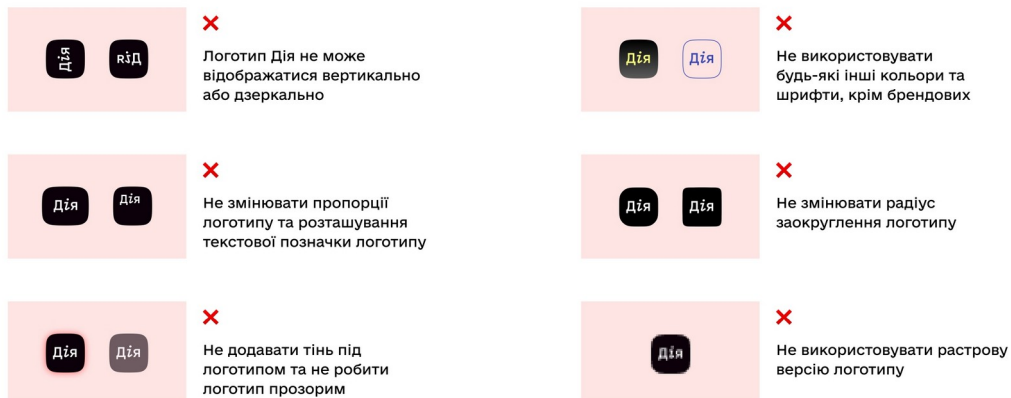 Дія
Дія
Логотип Дія не може
відображатися вертикально
або дзеркально
Дія
Дія
Не використовувати
будь-які інші кольори та
шрифти, крім брендових
Дія
Дія
Не змінювати пропорції
логотипу та розташування
текстової позначки логотипу
Дія
Дія
Не змінювати радіус
заокруглення логотипу
Дія
Дія
Не додавати тінь під
логотипом та не робити
логотип прозорим
Дія
Не використовувати растрову
версію логотипу